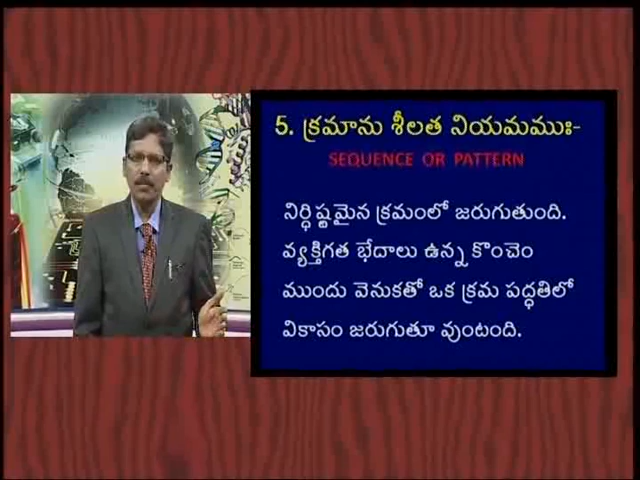 5. క్రమాను శీలత నియమముః-
SEQUENCE OR PATTERN
నిర్ధిష్టమైన క్రమంలో జరుగుతుంది.
వ్యక్తిగత భేదాలు ఉన్న కొంచెం
ముందు వెనుకతో ఒక క్రమ పద్ధతిలో
వికాసం జరుగుతూ వుంటంది.